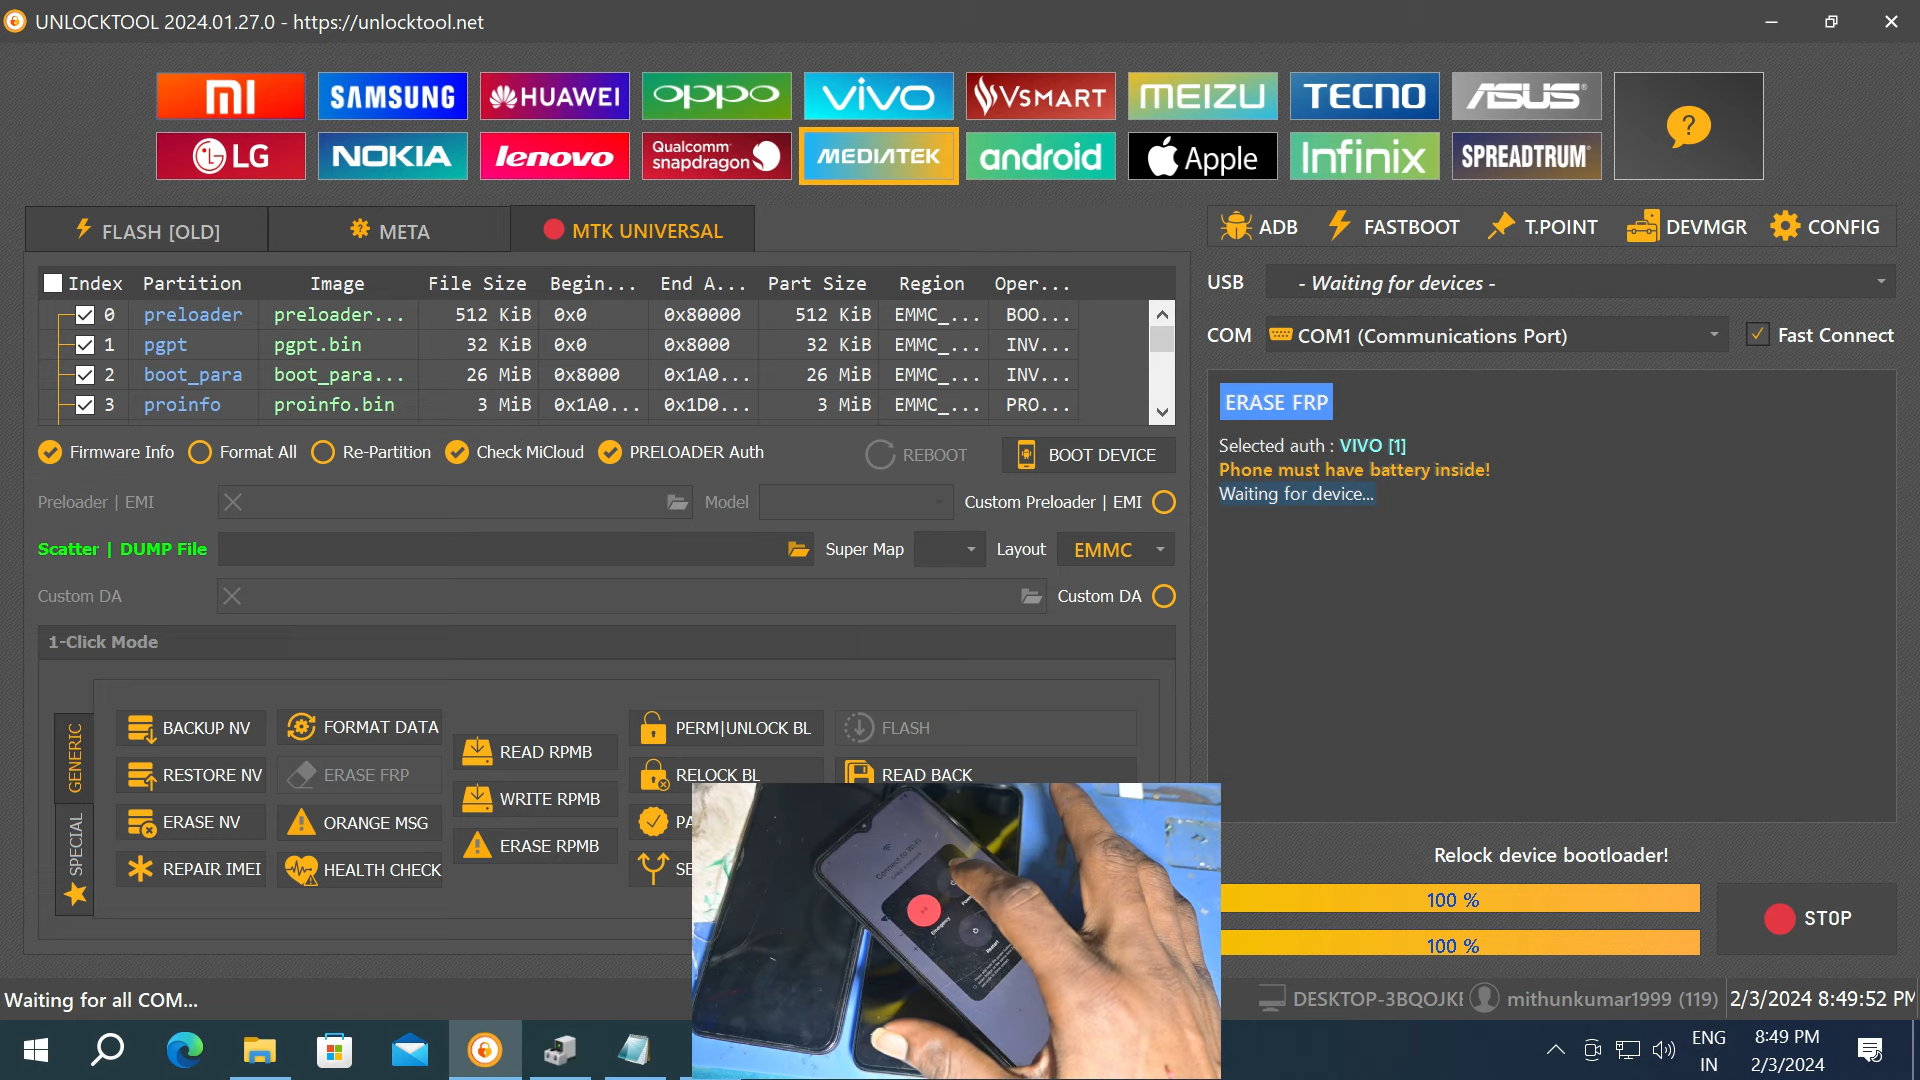 UNLOCKTOOL 2024.01.27.0 - https://unlocktool.net
mi SAMSUNG HUAWEI oppo vivo VSMART MEIZU TECNO ASUS
LG NOKIA lenovo Qualcomm snapdragon MEDIATEK android Apple Infinix SPREADTRUM ?
FLASH [OLD] META MTK UNIVERSAL
ADB FASTBOOT T.POINT DEVMGR CONFIG
USB - Waiting for devices -
COM COM1 (Communications Port) Fast Connect
Index Partition Image File Size Begin... End A... Part Size Region Oper...
0 preloader preloader... 512 KiB 0x0 0x80000 512 KiB EMMC_... BOO...
1 pgpt pgpt.bin 32 KiB 0x0 0x8000 32 KiB EMMC_... INV...
2 boot_para boot_para... 26 MiB 0x8000 0x1A0... 26 MiB EMMC_... INV...
3 proinfo proinfo.bin 3 MiB 0x1A0... 0x1D0... 3 MiB EMMC_... PRO...
Firmware Info Format All Re-Partition Check MiCloud PRELOADER Auth REBOOT BOOT DEVICE
Preloader | EMI Model Custom Preloader | EMI
Scatter | DUMP File Super Map Layout EMMC
Custom DA Custom DA
1-Click Mode
GENERIC
SPECIAL
BACKUP NV FORMAT DATA READ RPMB PERM|UNLOCK BL FLASH
RESTORE NV ERASE FRP WRITE RPMB RELOCK BL READ BACK
ERASE NV ORANGE MSG ERASE RPMB PA
REPAIR IMEI HEALTH CHECK SE
ERASE FRP
Selected auth : VIVO [1]
Phone must have battery inside!
Waiting for device...
Relock device bootloader!
100 %
100 %
STOP
Connect to Wi-Fi
Emergency
Restart
Waiting for all COM...
DESKTOP-3BQOJKE mithunkumar1999 (119) 2/3/2024 8:49:52 PM
ENG
IN
8:49 PM
2/3/2024